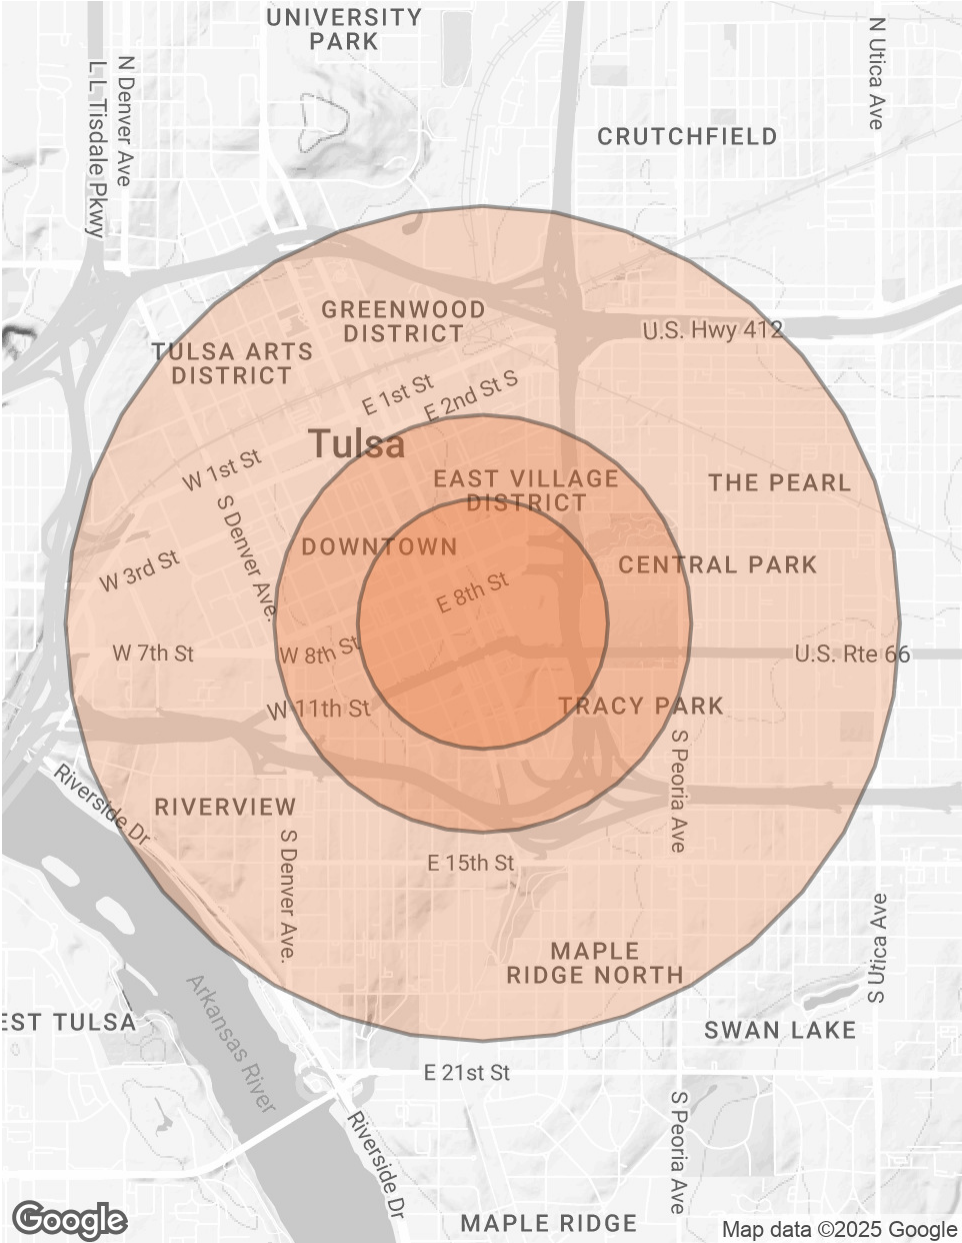 UNIVERSITY
PARK
N Utica Ave
N Denver Ave
L L Tisdale Pkwy
CRUTCHFIELD
GREENWOOD
DISTRICT
U.S. Hwy 412
TULSA ARTS
DISTRICT
E 1st St
E 2nd St S
Tulsa
W 1st St
EAST VILLAGE
DISTRICT
THE PEARL
S Denver Ave.
DOWNTOWN
W 3rd St
CENTRAL PARK
E 8th St
W 7th St
W 8th St
U.S. Rte 66
W 11th St
TRACY PARK
S Peoria Ave
Riverside Dr
RIVERVIEW
S Denver Ave.
E 15th St
S Utica Ave
MAPLE
RIDGE NORTH
EST TULSA
Arkansas River
SWAN LAKE
E 21st St
Riverside Dr
S Peoria Ave
MAPLE RIDGE
Google
Map data ©2025 Google